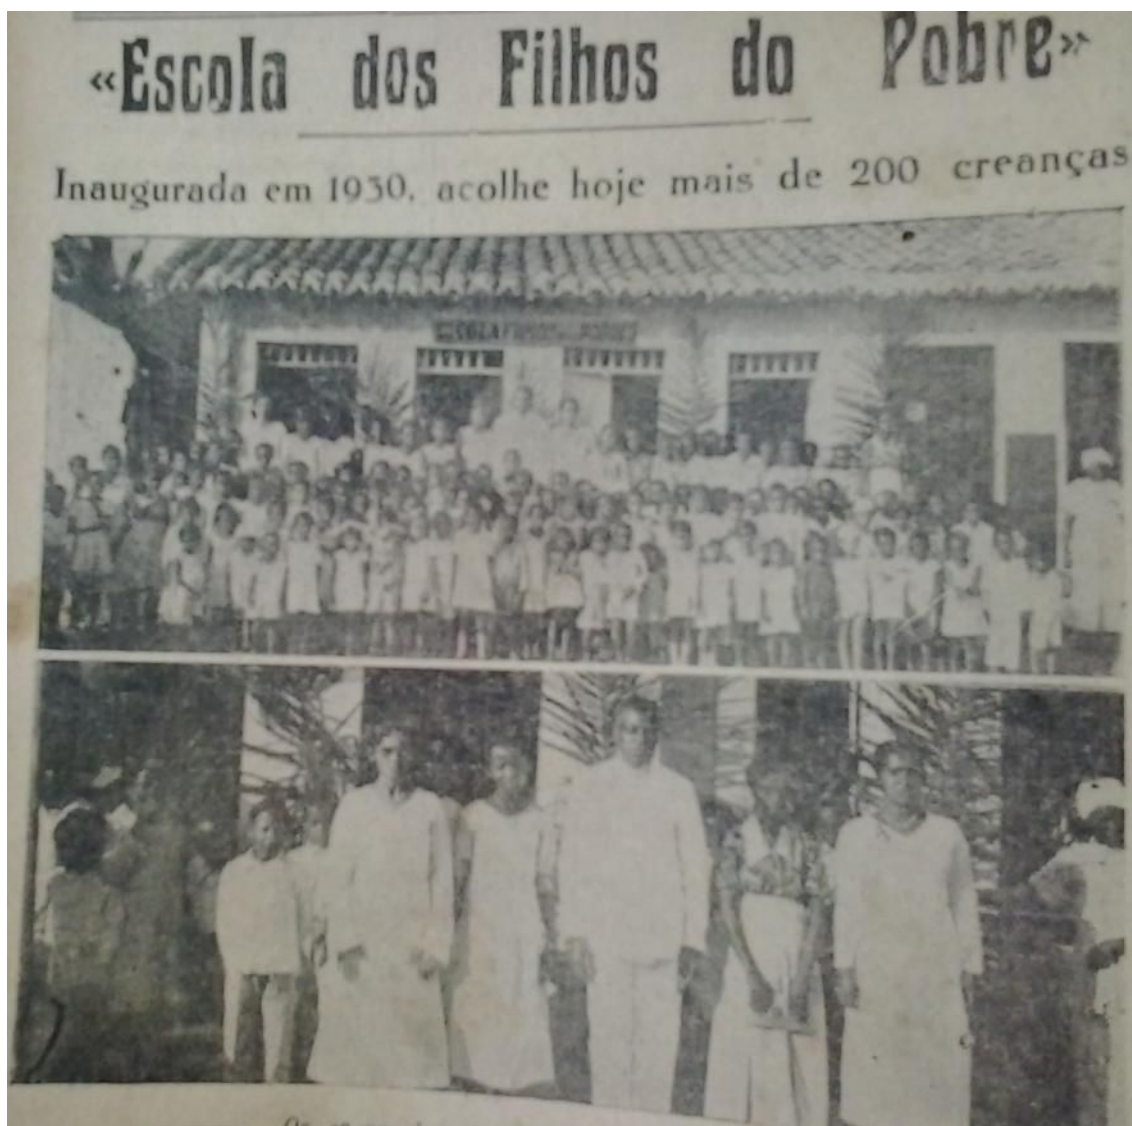 «Escola dos Filhos do Pobre»
Inaugurada em 1930, acolhe hoje mais de 200 creanças